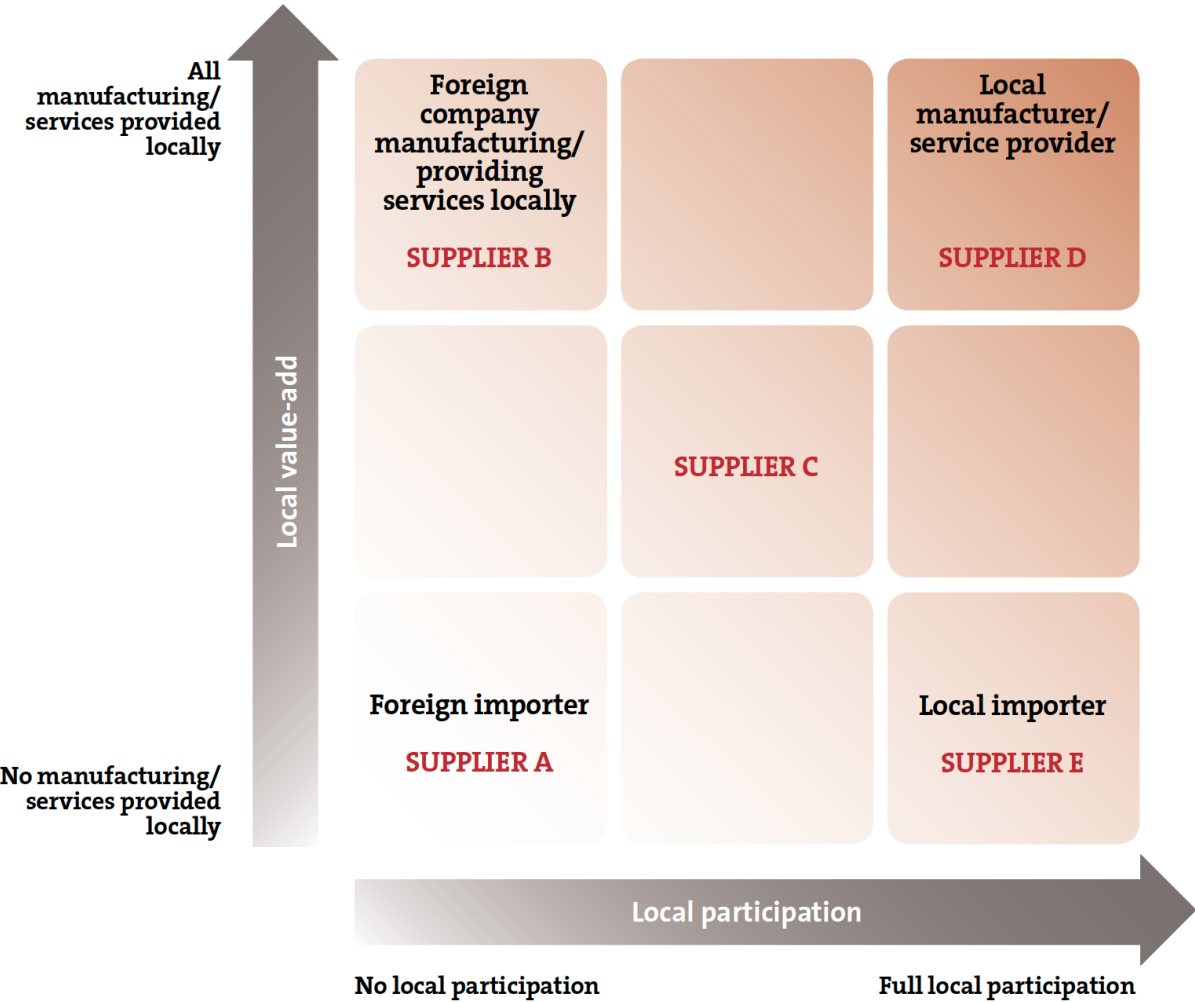 All
manufacturing/
services provided
locally
Foreign
company
manufacturing/
providing
services locally
SUPPLIER B
Local
manufacturer/
service provider
SUPPLIER D
Local value-add
SUPPLIER C
Foreign importer
SUPPLIER A
Local importer
SUPPLIER E
No manufacturing/
services provided
locally
Local participation
No local participation
Full local participation